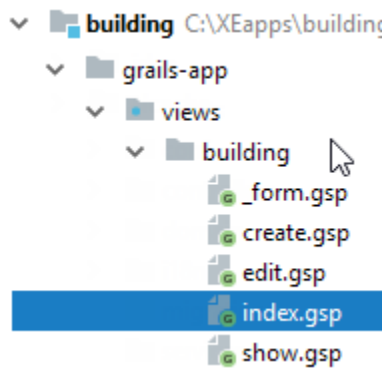 building C:\XEapps\building
grails-app
views
building
_form.gsp
create.gsp
edit.gsp
index.gsp
show.gsp